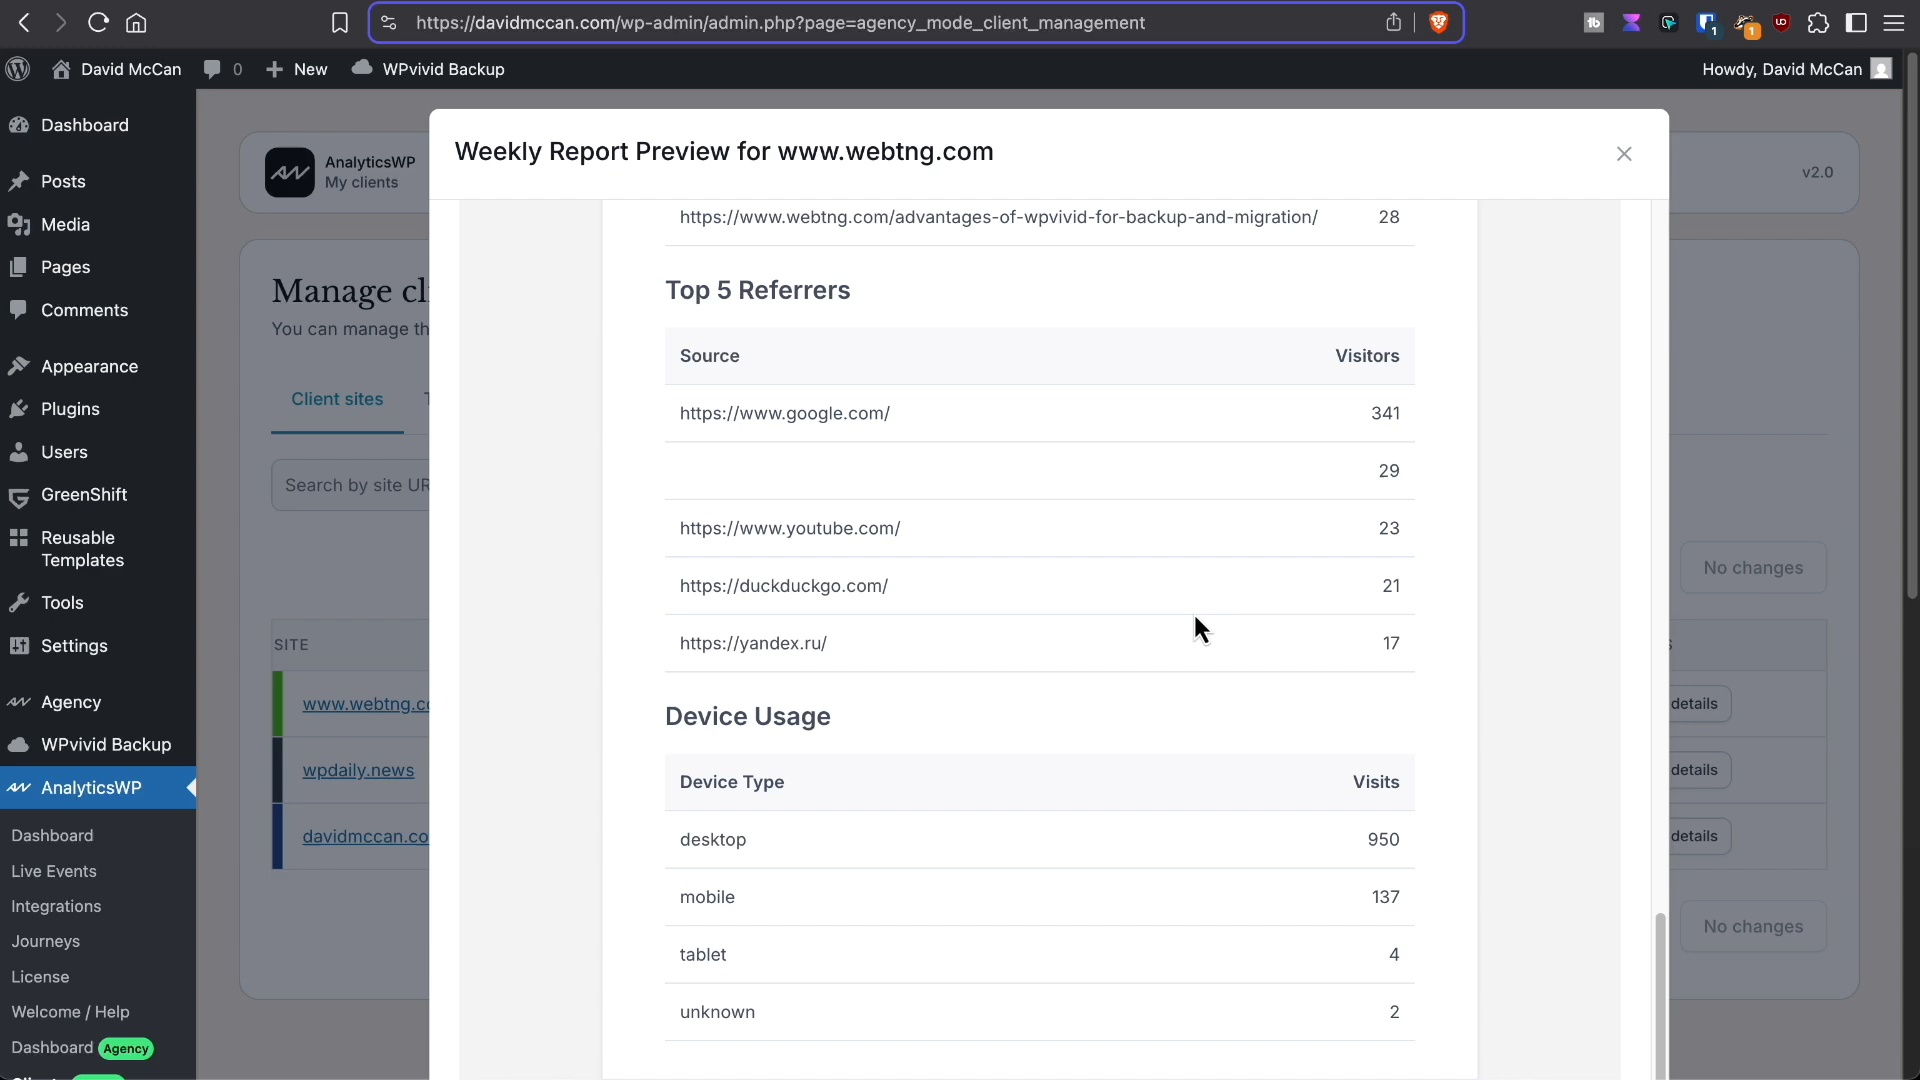 https://davidmccan.com/wp-admin/admin.php?page=agency_mode_client_management
1
1
David McCan
0
New
WPvivid Backup
Howdy, David McCan
Dashboard
Posts
Media
Pages
Comments
Appearance
Plugins
Users
GreenShift
Reusable
Templates
Tools
Settings
Agency
WPvivid Backup
AnalyticsWP
Dashboard
Live Events
Integrations
Journeys
License
Welcome / Help
Dashboard Agency
AnalyticsWP
My clients
v2.0
Manage cl
You can manage th
Client sites
Search by site UR
No changes
SITE
www.webtng.co
details
wpdaily.news
details
davidmccan.co
details
No changes
Weekly Report Preview for www.webtng.com
https://www.webtng.com/advantages-of-wpvivid-for-backup-and-migration/ 28
Top 5 Referrers
Source Visitors
https://www.google.com/ 341
29
https://www.youtube.com/ 23
https://duckduckgo.com/ 21
https://yandex.ru/ 17
Device Usage
Device Type Visits
desktop 950
mobile 137
tablet 4
unknown 2